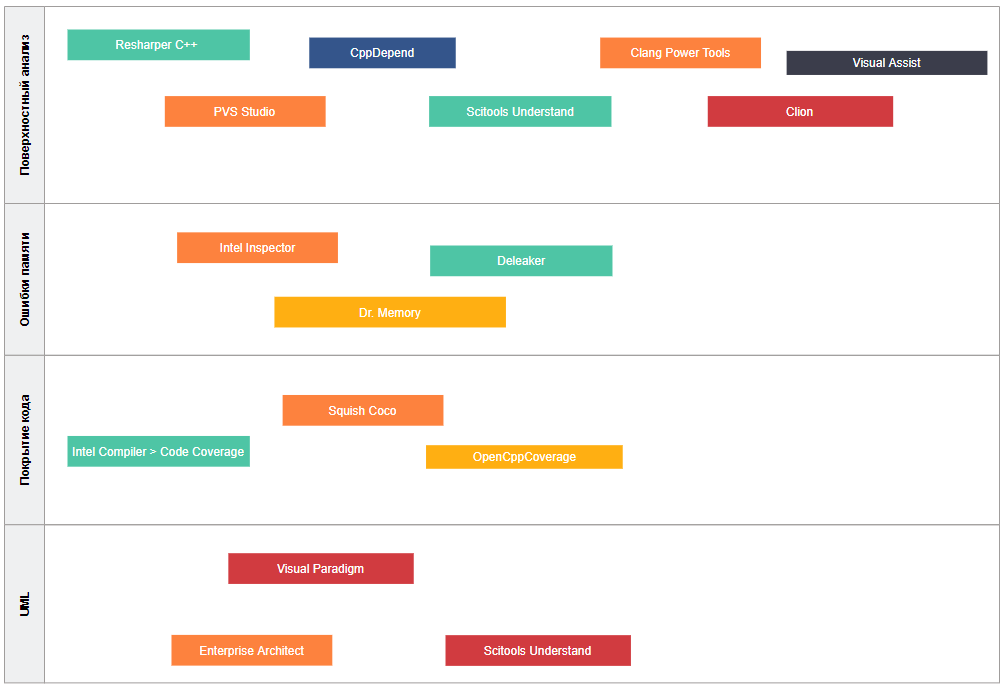 Поверхностный анализ
Resharper C++
CppDepend
Clang Power Tools
Visual Assist
PVS Studio
Scitools Understand
Clion
Ошибки памяти
Intel Inspector
Deleaker
Dr. Memory
Покрытие кода
Squish Coco
Intel Compiler > Code Coverage
OpenCppCoverage
UML
Visual Paradigm
Enterprise Architect
Scitools Understand